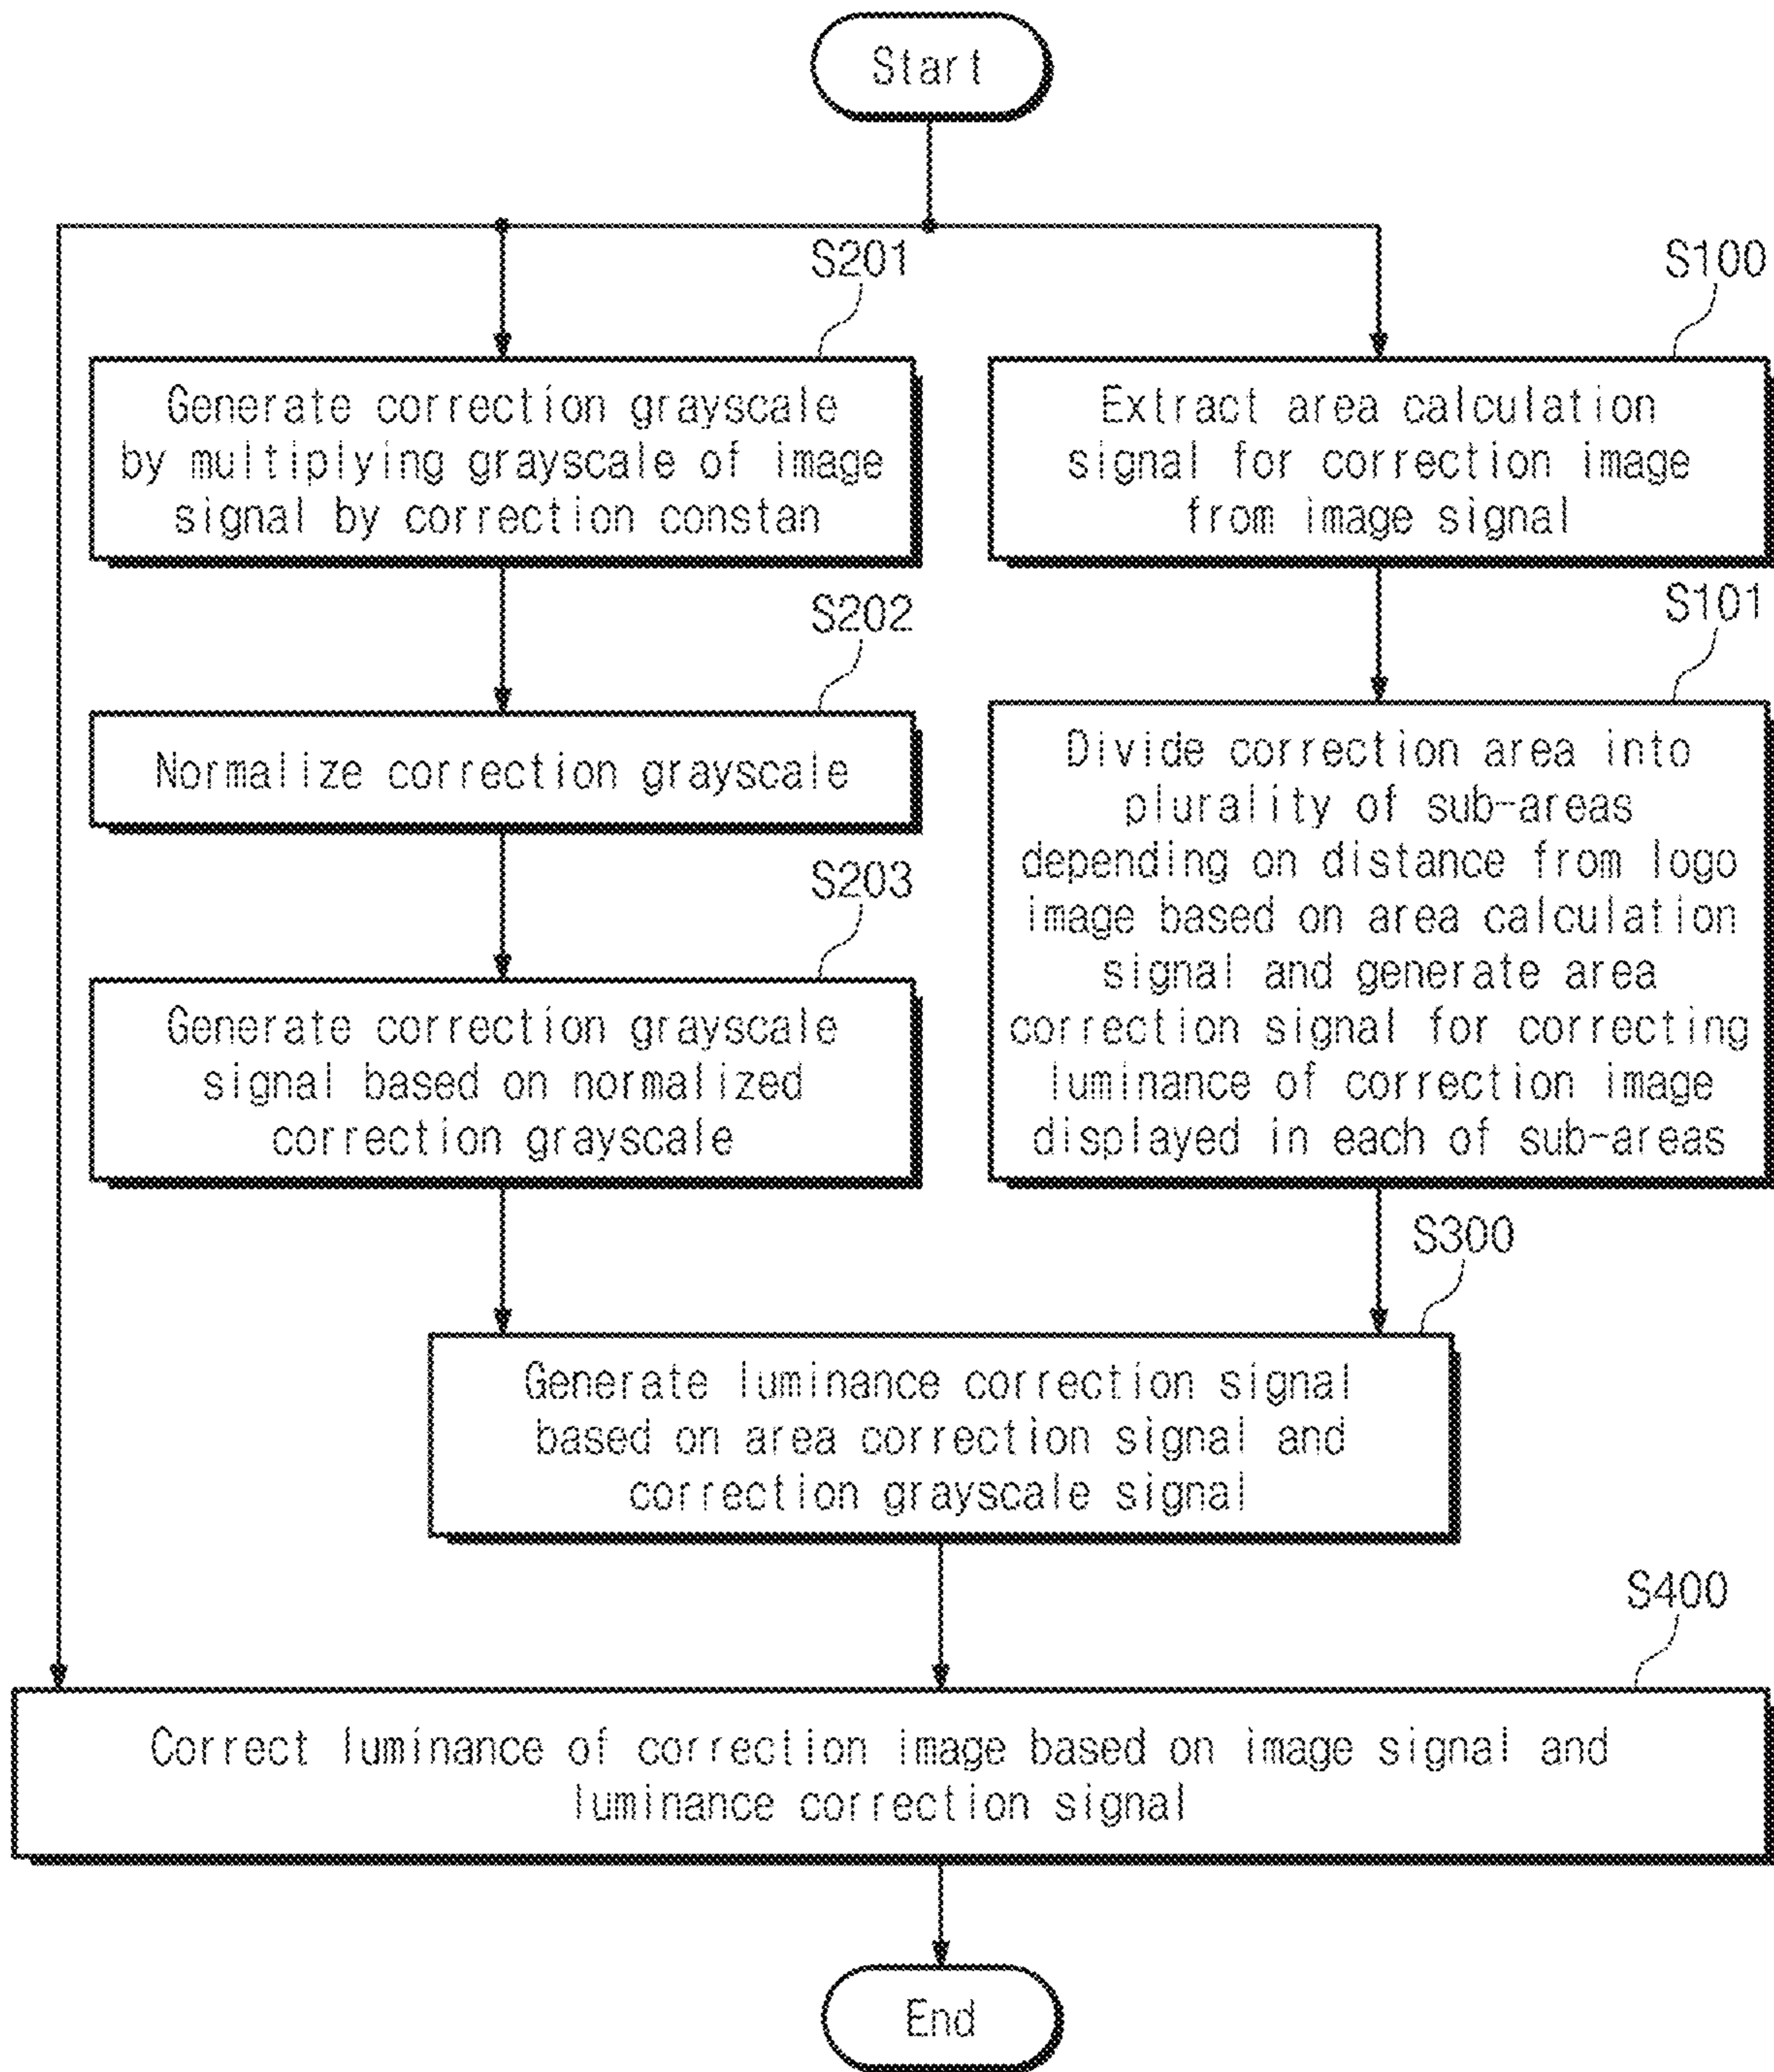 Start
S201
Generate correction grayscale
by multiplying grayscale of image
signal by correction constan
S100
Extract area calculation
signal for correction image
from image signal
S202
Normalize correction grayscale
S101
Divide correction area into
plurality of sub-areas
depending on distance from logo
image based on area calculation
signal and generate area
correction signal for correcting
luminance of correction image
displayed in each of sub-areas
S203
Generate correction grayscale
signal based on normalized
correction grayscale
S300
Generate luminance correction signal
based on area correction signal and
correction grayscale signal
S400
Correct luminance of correction image based on image signal and
luminance correction signal
End